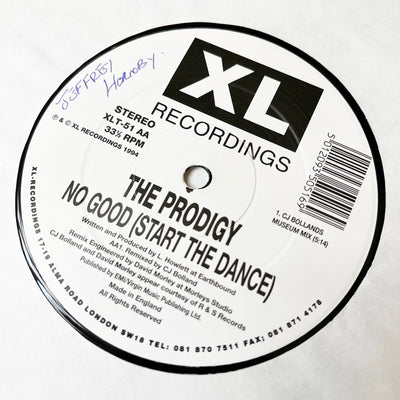 JEFFREY
HORNOBY.
XL
RECORDINGS
STEREO
XLT-51 AA
33⅓ RPM
℗ & © XL RECORDINGS 1994
5 012093 505169
1. CJ BOLLANDS
MUSEUM MIX (5:14)
THE PRODIGY
NO GOOD (START THE DANCE)
Written and Produced by L. Howlett at Earthbound
AA1. Remixed by CJ Bolland
Remix Engineered by David Morley at Morleys Studio
CJ Bolland and David Morley appear courtesy of R & S Records
Published by EMI/Virgin Music Publishing Ltd.
All Rights Reserved
Made in England
XL-RECORDINGS 17-19 ALMA ROAD LONDON SW18 TEL: 081 870 7511 FAX: 081 871 4178